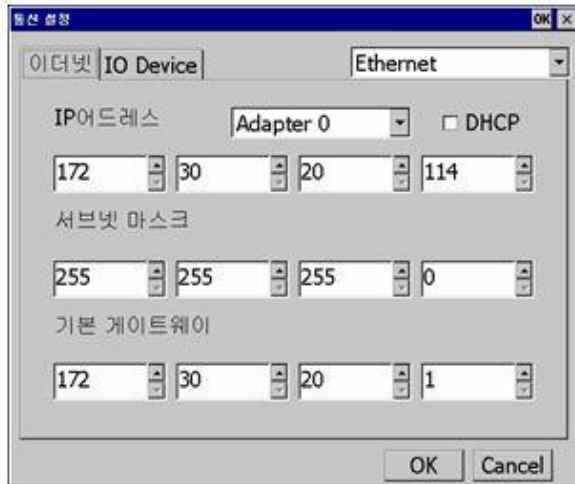 통신 설정 OK ×
이더넷 IO Device Ethernet
IP어드레스 Adapter 0 DHCP
172 30 20 114
서브넷 마스크
255 255 255 0
기본 게이트웨이
172 30 20 1
OK Cancel